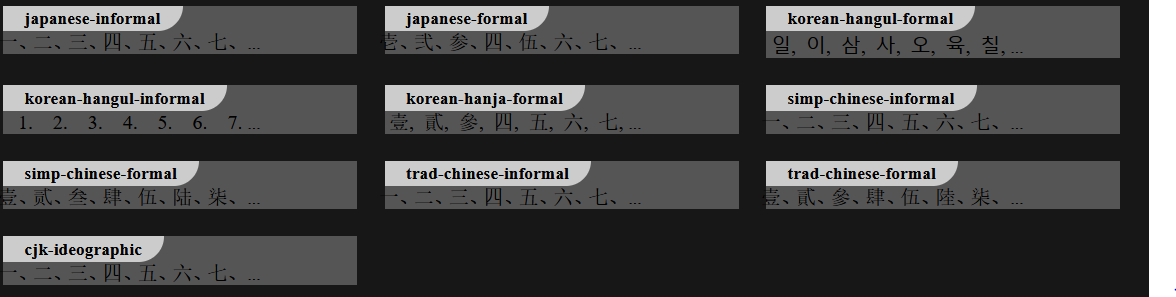 japanese-informal
一、二、三、四、五、六、七、...
japanese-formal
壱、弐、参、四、伍、六、七、...
korean-hangul-formal
일, 이, 삼, 사, 오, 육, 칠, ...
korean-hangul-informal
1. 2. 3. 4. 5. 6. 7. ...
korean-hanja-formal
壹, 貳, 參, 四, 五, 六, 七, ...
simp-chinese-informal
一、二、三、四、五、六、七、...
simp-chinese-formal
壹、贰、叁、肆、伍、陆、柒、...
trad-chinese-informal
一、二、三、四、五、六、七、...
trad-chinese-formal
壹、貳、參、肆、伍、陸、柒、...
cjk-ideographic
一、二、三、四、五、六、七、...